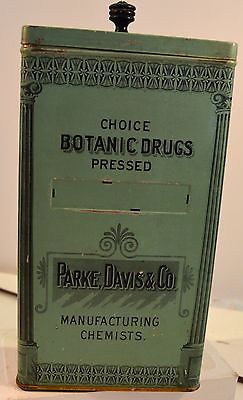 CHOICE
BOTANIC DRUGS
PRESSED
PARKE, DAVIS & CO.
MANUFACTURING
CHEMISTS.